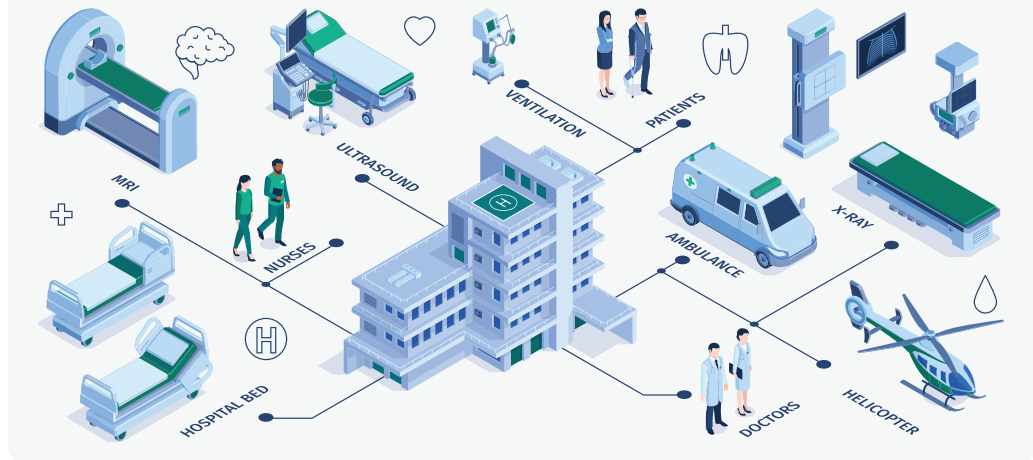 VENTILATION
PATIENTS
ULTRASOUND
MRI
H
X-RAY
NURSES
AMBULANCE
H
HOSPITAL BED
DOCTORS
HELICOPTER